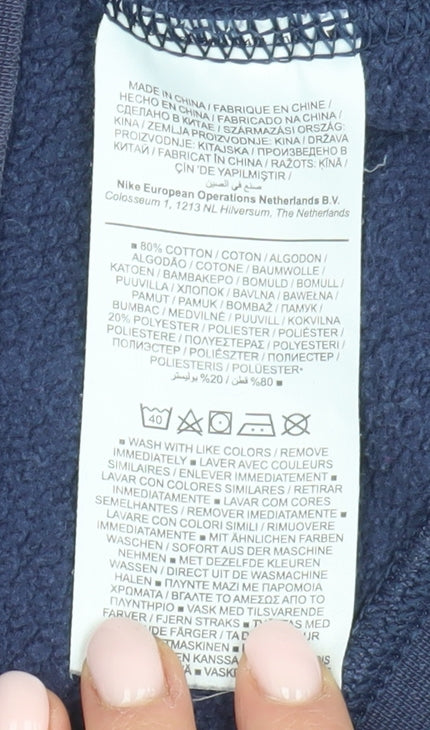 MADE IN CHINA / FABRIQUE EN CHINE /
HECHO EN CHINA / FABRICADO NA CHINA /
СДЕЛАНО В КИТАЕ / SZÁRMAZÁSI ORSZÁG:
KINA / ZEMLJA PROIZVODNJE: KINA / DRŽAVA
PROIZVODNJE: KITAJSKA / ПРОИЗВЕДЕНО В
КИТАЙ / FABRICAT ÎN CHINA / RAŽOTS: ĶĪNĀ /
ÇİN 'DE YAPILMIŞTIR /
صنع في الصين
Nike European Operations Netherlands B.V.
Colosseum 1, 1213 NL Hilversum, The Netherlands
■ 80% COTTON / COTON / ALGODON /
ALGODÃO / COTONE / BAUMWOLLE /
KATOEN / ΒΑΜΒΑΚΕΡΟ / BOMULD / BOMULL /
PUUVILLA / ХЛОПОК / BAVLNA / BAWEŁNA /
PAMUT / PAMUK / BOMBAŽ / ПАМУК /
BUMBAC / MEDVILNĖ / PUUVILL / KOKVILNA
20% POLYESTER / POLIESTER / POLIÉSTER /
POLIESTERE / ΠΟΛΥΕΣΤΕΡΑΣ / POLYESTERI /
ПОЛИЭСТЕР / POLIÉSZTER / ПОЛИЕСТЕР /
POLIESTERIS / POLÜESTER
■ 80% قطن / 20% بوليستر
40
■ WASH WITH LIKE COLORS / REMOVE
IMMEDIATELY ■ LAVER AVEC COULEURS
SIMILAIRES / ENLEVER IMMEDIATEMENT ■
LAVAR CON COLORES SIMILARES / RETIRAR
INMEDIATAMENTE ■ LAVAR COM CORES
SEMELHANTES / REMOVER IMEDIATAMENTE ■
LAVARE CON COLORI SIMILI / RIMUOVERE
IMMEDIATAMENTE ■ MIT ÄHNLICHEN FARBEN
WASCHEN / SOFORT AUS DER MASCHINE
NEHMEN ■ MET DEZELFDE KLEUREN
WASSEN / DIRECT UIT DE WASMACHINE
HALEN ■ ΠΛΥΝΤΕ ΜΑΖΙ ΜΕ ΠΑΡΟΜΟΙΑ
ΧΡΩΜΑΤΑ / ΒΓΑΛΤΕ ΤΟ ΑΜΕΣΩΣ ΑΠΟ ΤΟ
ΠΛΥΝΤΗΡΙΟ ■ VASK MED TILSVARENDE
FARVER / FJERN STRAKS ■ MED
FÄRGER / TA